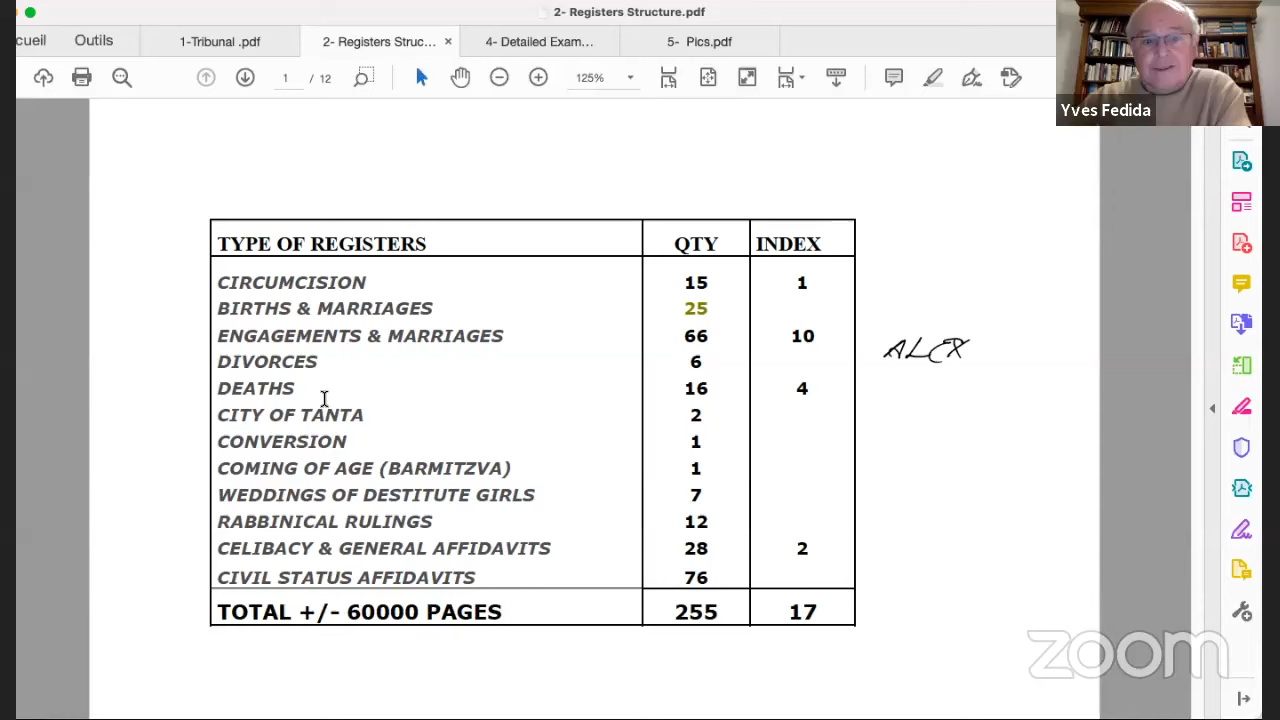 2- Registers Structure.pdf
cueil Outils 1-Tribunal .pdf 2- Registers Struc... × 4- Detailed Exam... 5- Pics.pdf
1 / 12 125%
Yves Fedida
TYPE OF REGISTERS QTY INDEX
CIRCUMCISION 15 1
BIRTHS & MARRIAGES 25
ENGAGEMENTS & MARRIAGES 66 10
ALEX
DIVORCES 6
DEATHS 16 4
CITY OF TANTA 2
CONVERSION 1
COMING OF AGE (BARMITZVA) 1
WEDDINGS OF DESTITUTE GIRLS 7
RABBINICAL RULINGS 12
CELIBACY & GENERAL AFFIDAVITS 28 2
CIVIL STATUS AFFIDAVITS 76
TOTAL +/- 60000 PAGES 255 17
zoom